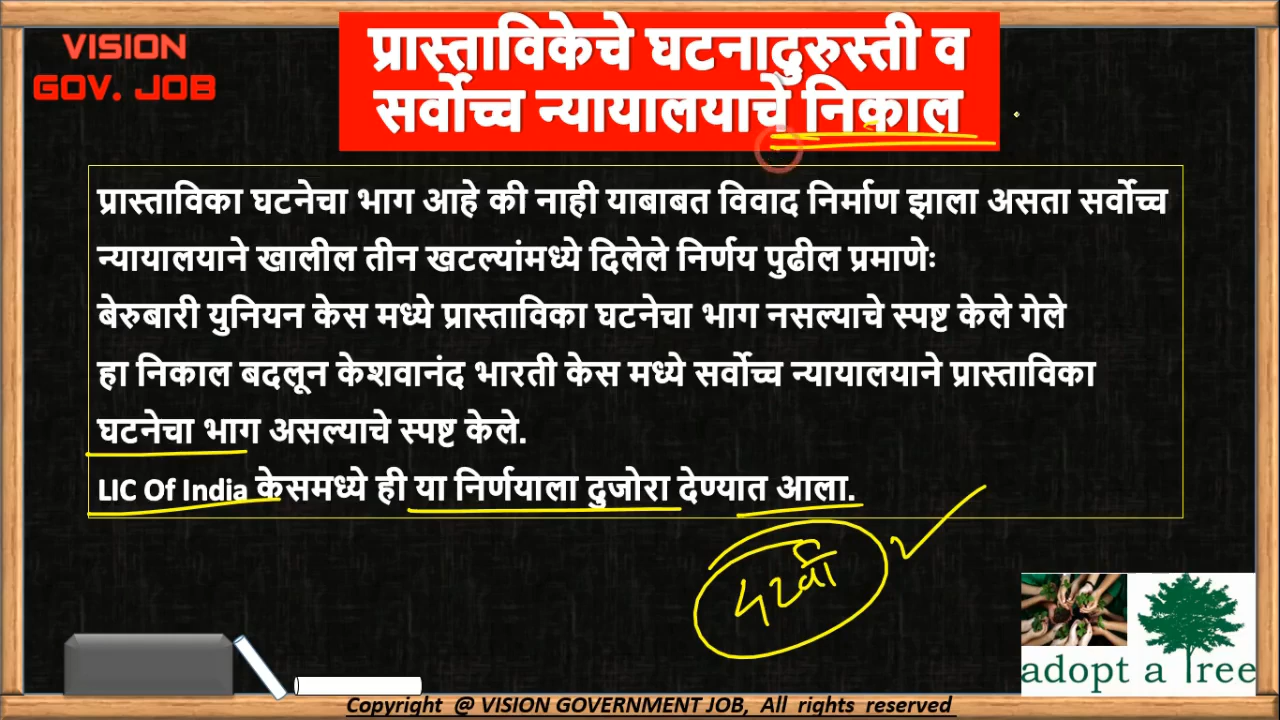 VISION
GOV. JOB
प्रास्ताविकेचे घटनादुरुस्ती व
सर्वोच्च न्यायालयाचे निकाल
प्रास्ताविका घटनेचा भाग आहे की नाही याबाबत विवाद निर्माण झाला असता सर्वोच्च
न्यायालयाने खालील तीन खटल्यांमध्ये दिलेले निर्णय पुढील प्रमाणेः
बेरुबारी युनियन केस मध्ये प्रास्ताविका घटनेचा भाग नसल्याचे स्पष्ट केले गेले
हा निकाल बदलून केशवानंद भारती केस मध्ये सर्वोच्च न्यायालयाने प्रास्ताविका
घटनेचा भाग असल्याचे स्पष्ट केले.
LIC Of India केसमध्ये ही या निर्णयाला दुजोरा देण्यात आला.
adopt a Tree
Copyright @ VISION GOVERNMENT JOB, All rights reserved